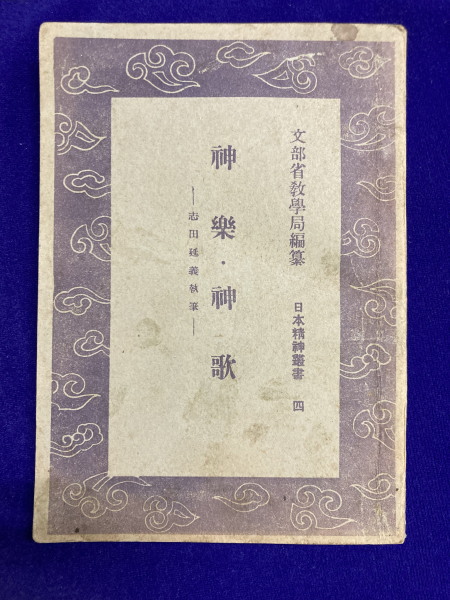 文部省教學局編纂　日本精神叢書　四
神樂・神歌
―志田延義執筆―